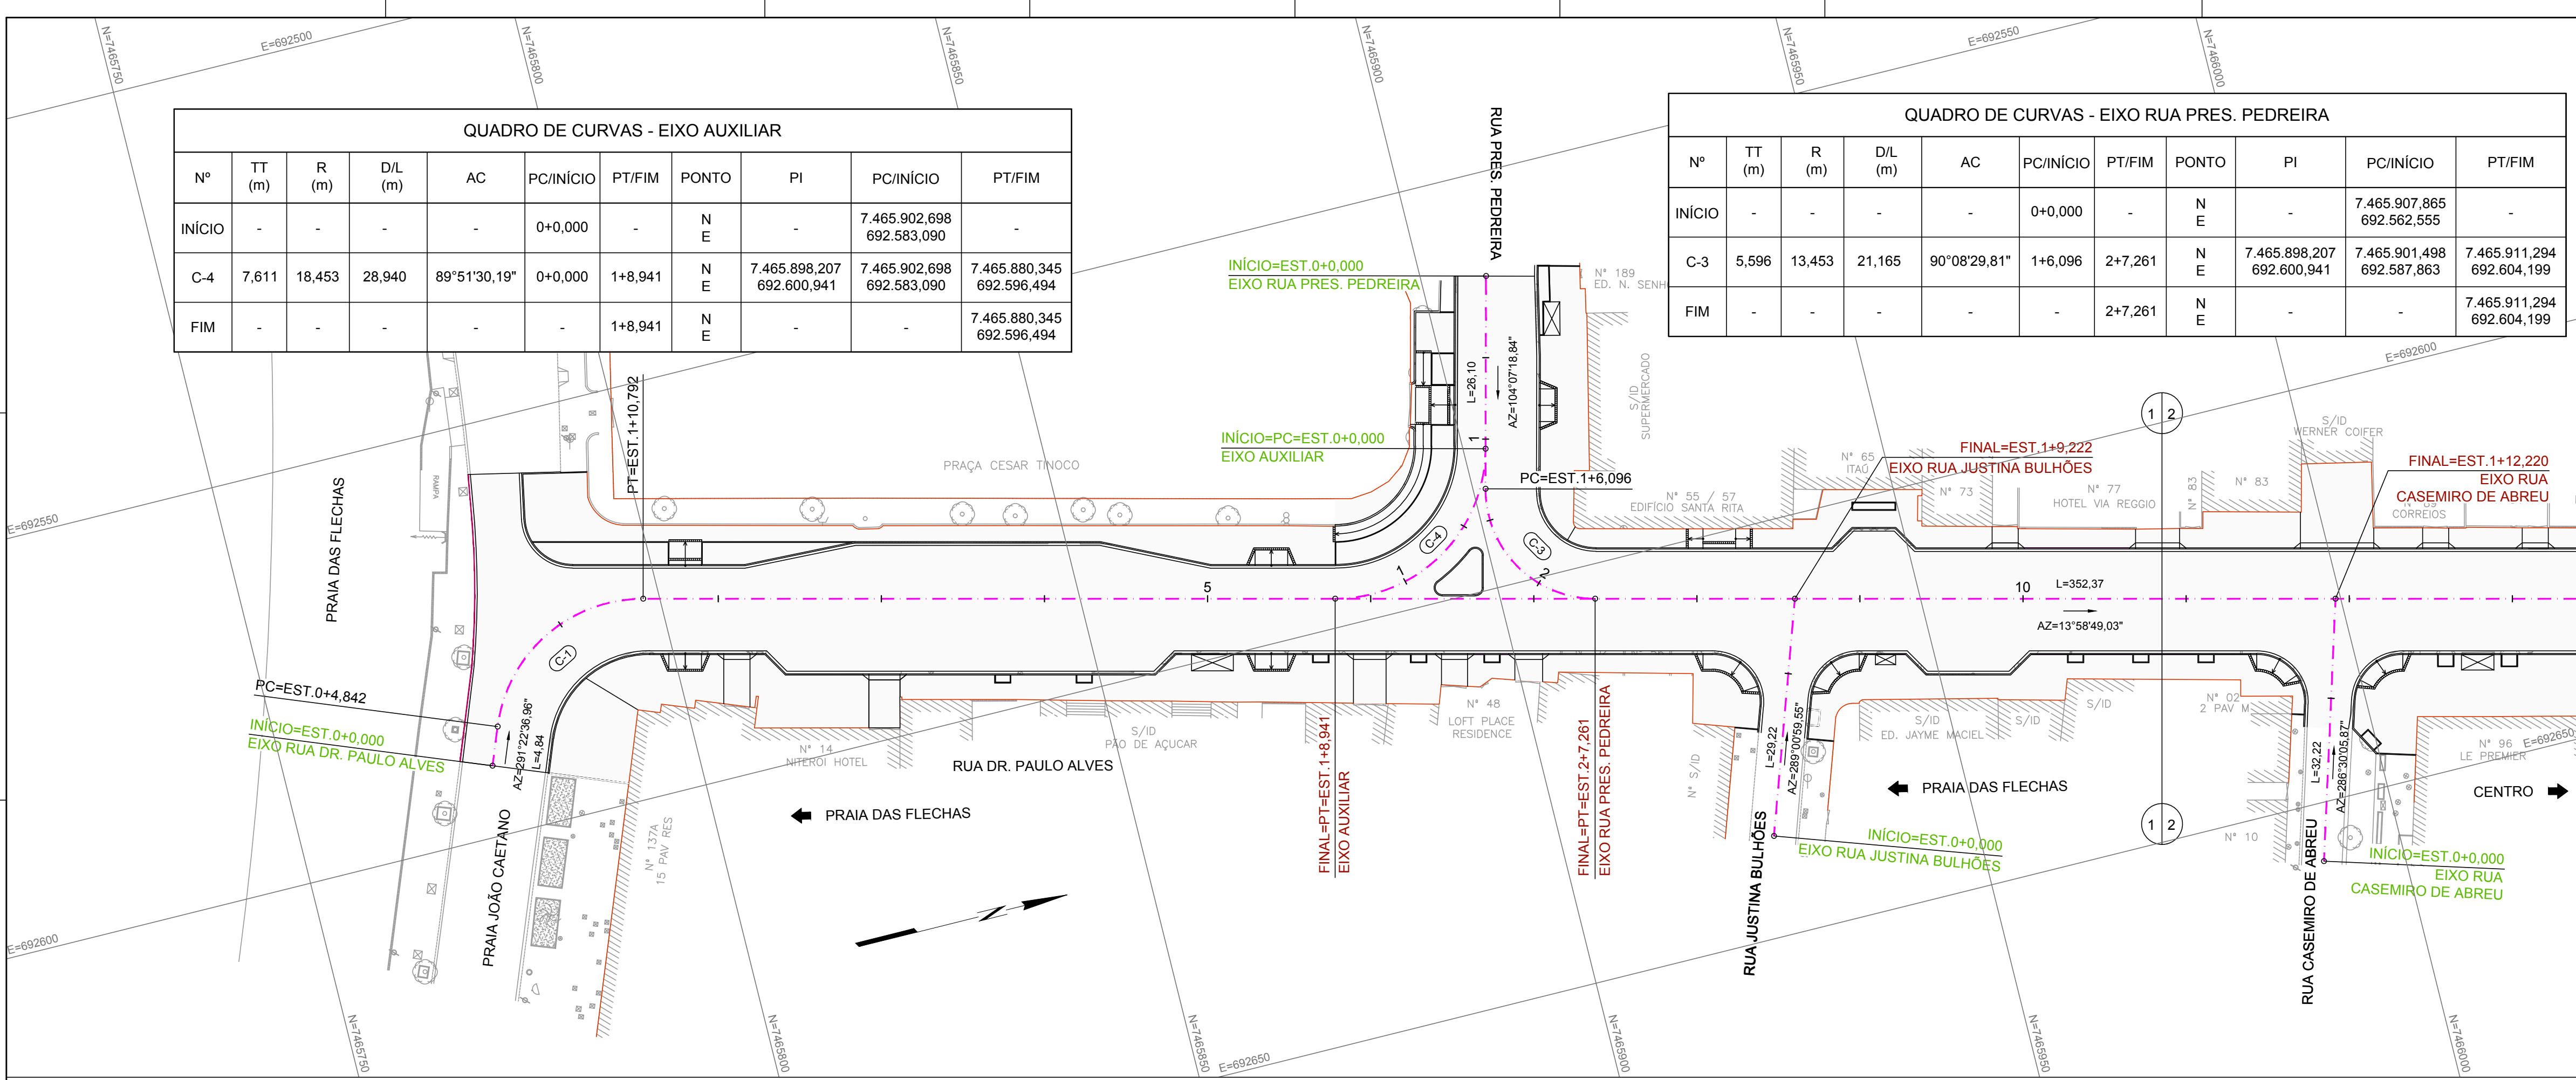 N=7465750
E=692500
N=7465800
N=7465850
N=7465900
N=7465950
E=692550
N=7466000
QUADRO DE CURVAS - EIXO AUXILIAR
Nº TT (m) R (m) D/L (m) AC PC/INÍCIO PT/FIM PONTO PI PC/INÍCIO PT/FIM
INÍCIO - - - - 0+0,000 - N E - 7.465.902,698 692.583,090 -
C-4 7,611 18,453 28,940 89°51'30,19" 0+0,000 1+8,941 N E 7.465.898,207 692.600,941 7.465.902,698 692.583,090 7.465.880,345 692.596,494
FIM - - - - - 1+8,941 N E - - 7.465.880,345 692.596,494
QUADRO DE CURVAS - EIXO RUA PRES. PEDREIRA
Nº TT (m) R (m) D/L (m) AC PC/INÍCIO PT/FIM PONTO PI PC/INÍCIO PT/FIM
INÍCIO - - - - 0+0,000 - N E - 7.465.907,865 692.562,555 -
C-3 5,596 13,453 21,165 90°08'29,81" 1+6,096 2+7,261 N E 7.465.898,207 692.600,941 7.465.901,498 692.587,863 7.465.911,294 692.604,199
FIM - - - - - 2+7,261 N E - - 7.465.911,294 692.604,199
RUA PRES. PEDREIRA
INÍCIO=EST.0+0,000
EIXO RUA PRES. PEDREIRA
N° 189
ED. N. SENH
S/ID
SUPERMERCADO
L=26,10
AZ=104°07'18,84"
1
INÍCIO=PC=EST.0+0,000
EIXO AUXILIAR
PC=EST.1+6,096
PT=EST.1+10,792
PRAÇA CESAR TINOCO
E=692600
1 2
S/ID
WERNER COIFER
FINAL=EST.1+9,222
EIXO RUA JUSTINA BULHÕES
FINAL=EST.1+12,220
EIXO RUA
CASEMIRO DE ABREU
N° 65
ITAÚ
N° 73
N° 77
HOTEL VIA REGGIO
N° 83
N° 83
N° 89
CORREIOS
N° 55 / 57
EDIFÍCIO SANTA RITA
RAMPA
PRAIA DAS FLECHAS
E=692550
C-4
C-3
1
2
5
10
L=352,37
AZ=13°58'49,03"
C-1
PC=EST.0+4,842
INÍCIO=EST.0+0,000
EIXO RUA DR. PAULO ALVES
AZ=291°22'36,96"
L=4,84
PRAIA JOÃO CAETANO
N° 14
NITEROI HOTEL
N° 137A
15 PAV RES
S/ID
PÃO DE AÇUCAR
RUA DR. PAULO ALVES
PRAIA DAS FLECHAS
N° 48
LOFT PLACE
RESIDENCE
FINAL=PT=EST.1+8,941
EIXO AUXILIAR
FINAL=PT=EST.2+7,261
EIXO RUA PRES. PEDREIRA
N° S/ID
L=29,22
AZ=289°00'59,55"
RUA JUSTINA BULHÕES
INÍCIO=EST.0+0,000
EIXO RUA JUSTINA BULHÕES
S/ID
ED. JAYME MACIEL
S/ID
S/ID
PRAIA DAS FLECHAS
N° 02
2 PAV M
1 2
N° 10
L=32,22
AZ=286°30'05,87"
RUA CASEMIRO DE ABREU
INÍCIO=EST.0+0,000
EIXO RUA
CASEMIRO DE ABREU
N° 96
LE PREMIER
E=692650
CENTRO
E=692600
N=7465750
N=7465800
N=7465850
E=692650
N=7465900
N=7465950
N=7466000